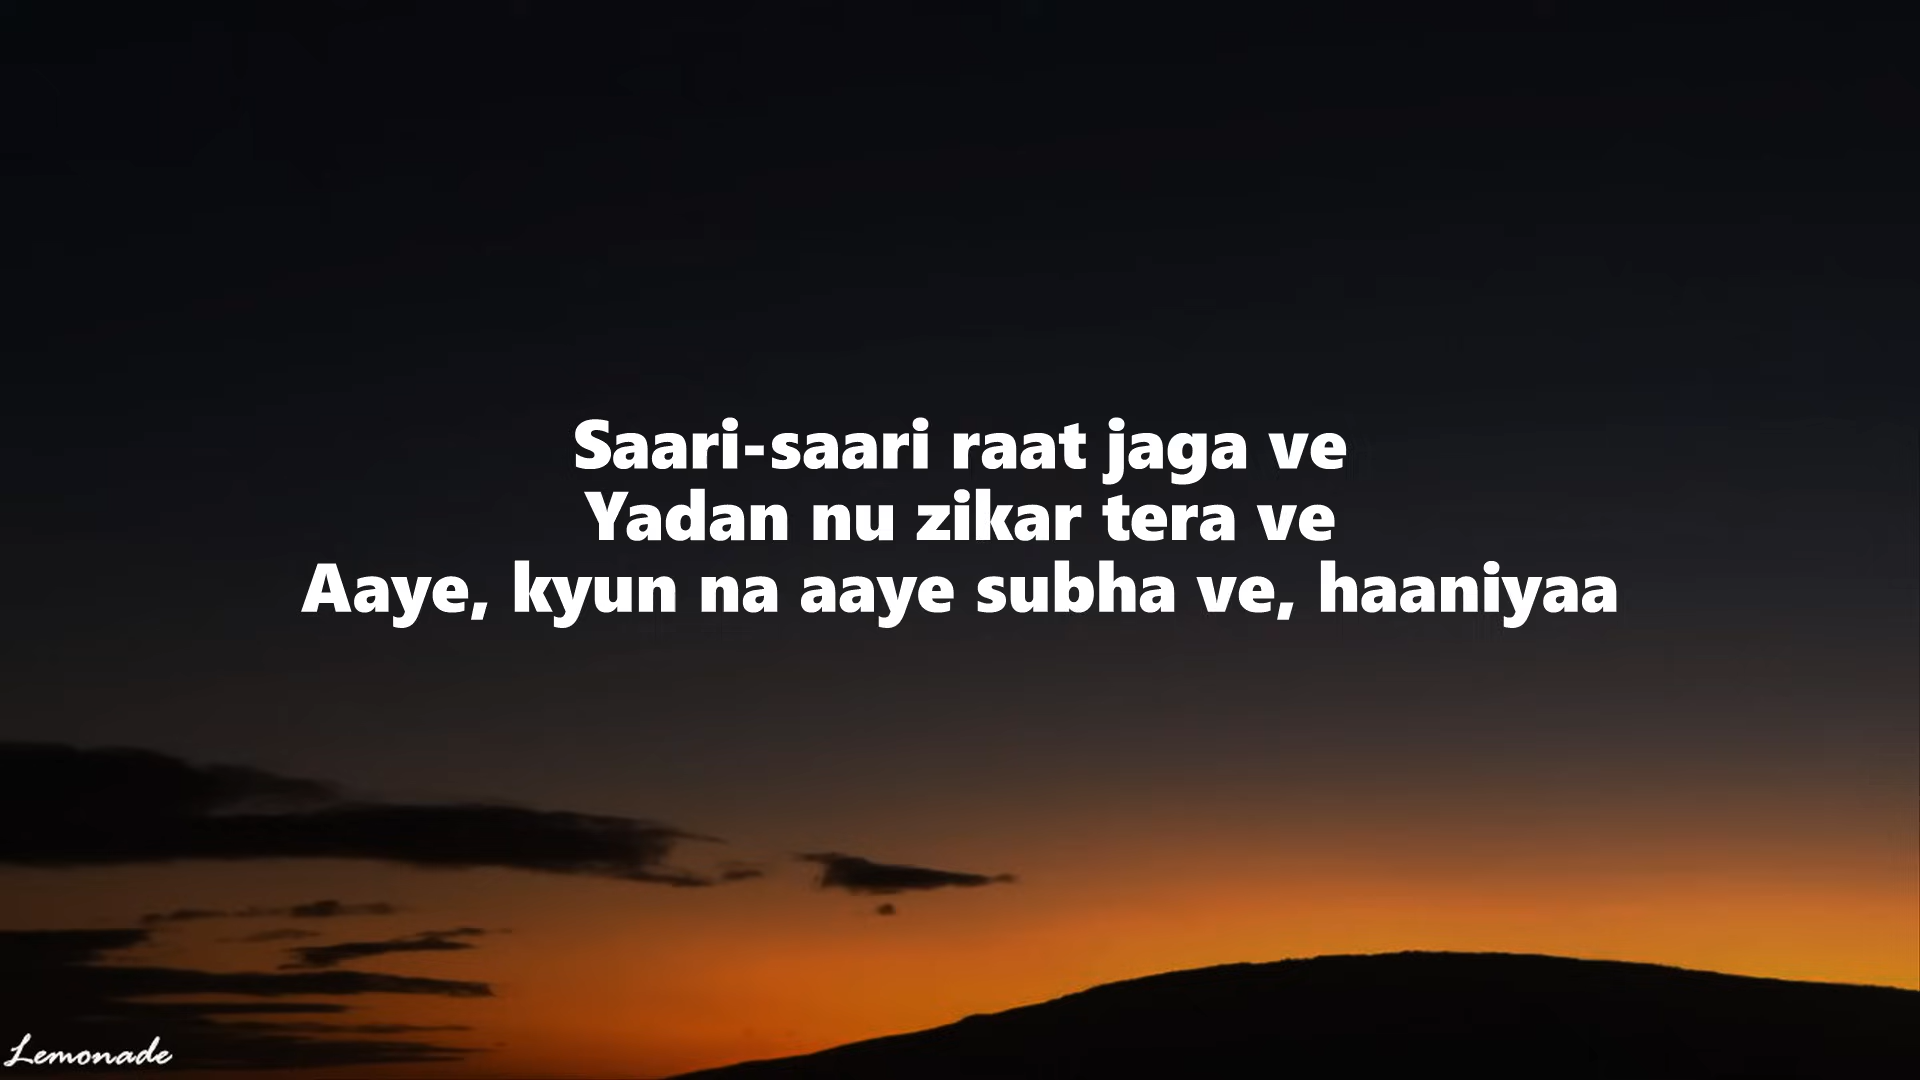 Saari-saari raat jaga ve
Yadan nu zikar tera ve
Aaye, kyun na aaye subha ve, haaniyaa
Lemonade